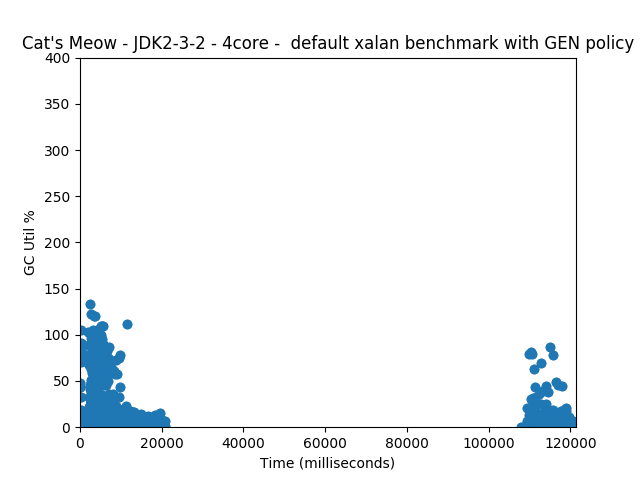 Cat's Meow - JDK2-3-2 - 4core -  default xalan benchmark with GEN policy
400
350
300
250
200
150
100
50
0
GC Util %
0 20000 40000 60000 80000 100000 120000
Time (milliseconds)